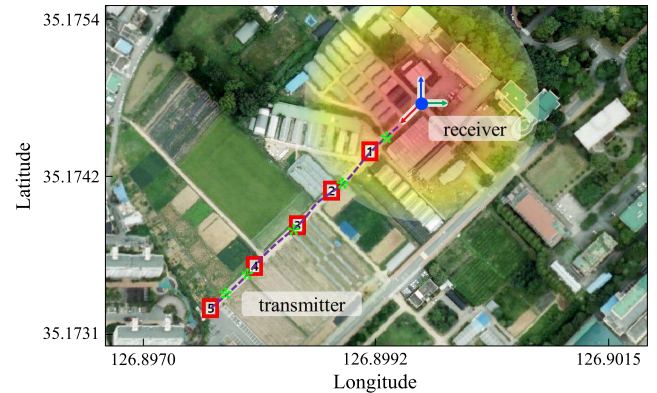 35.1754
35.1742
35.1731
Latitude
receiver
1
2
3
4
5
transmitter
126.8970 126.8992 126.9015
Longitude